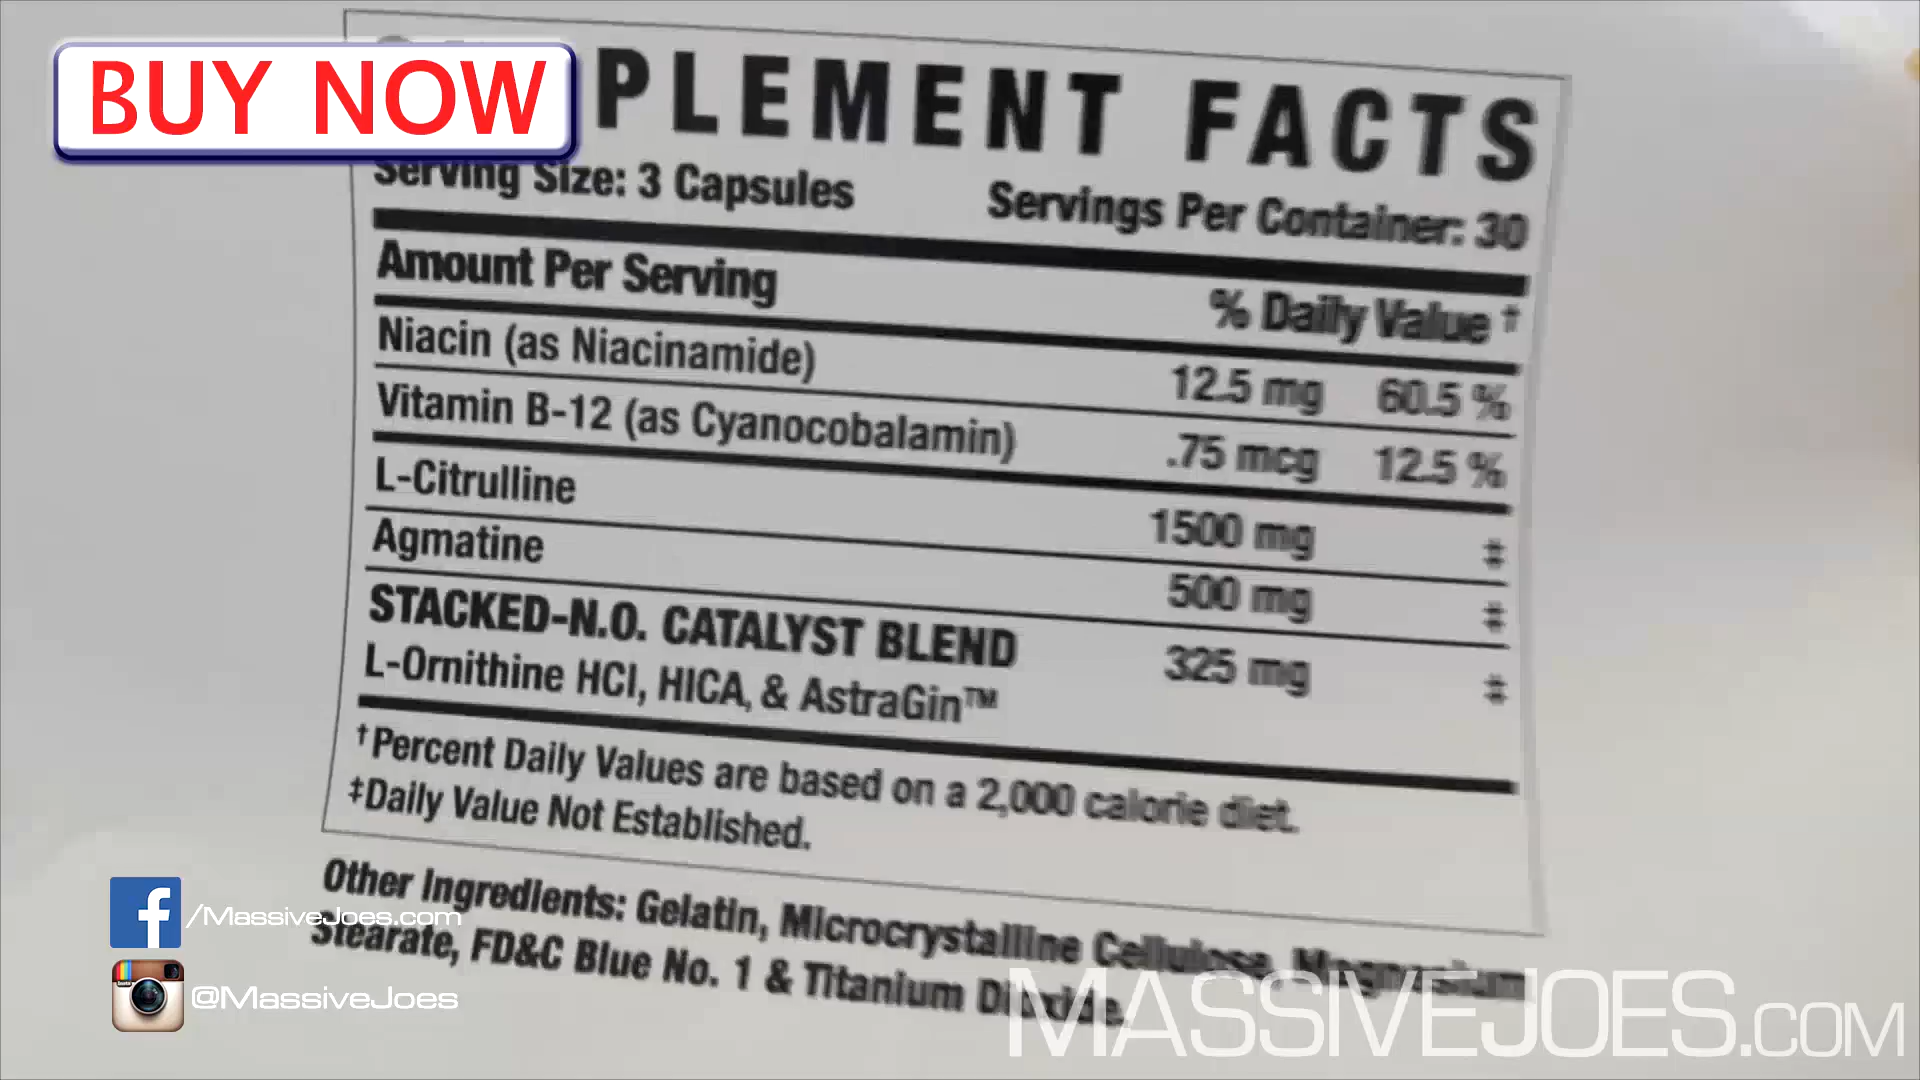 BUY NOW
PLEMENT FACTS
Serving Size: 3 Capsules Servings Per Container: 30
Amount Per Serving % Daily Value †
Niacin (as Niacinamide) 12.5 mg 60.5 %
Vitamin B-12 (as Cyanocobalamin) .75 mcg 12.5 %
L-Citrulline 1500 mg ‡
Agmatine 500 mg ‡
STACKED-N.O. CATALYST BLEND 325 mg ‡
L-Ornithine HCl, HICA, & AstraGin™
†Percent Daily Values are based on a 2,000 calorie diet.
‡Daily Value Not Established.
Other Ingredients: Gelatin, Microcrystalline Cellulose, Magnesium
Stearate, FD&C Blue No. 1 & Titanium Dioxide.
/MassiveJoes.com
@MassiveJoes
MASSIVEJOES.COM